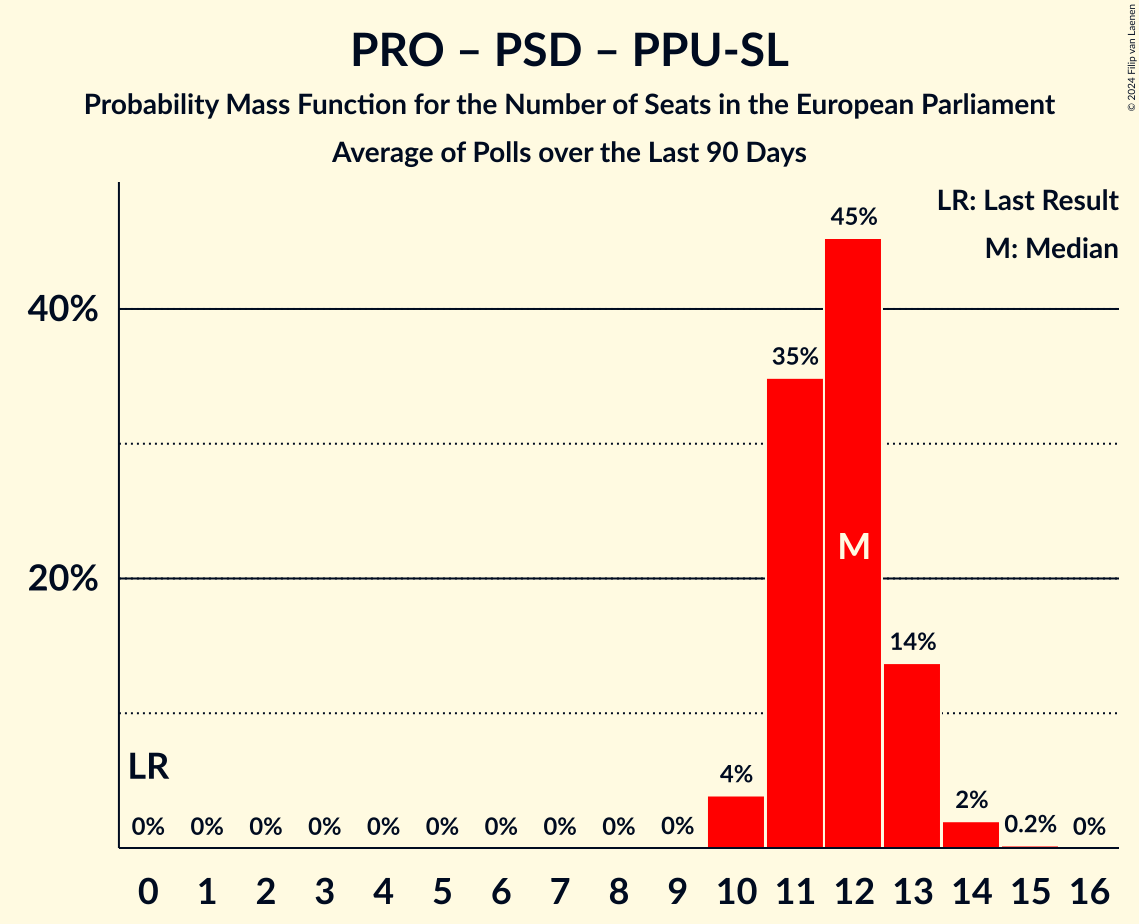 PRO – PSD – PPU-SL
Probability Mass Function for the Number of Seats in the European Parliament
Average of Polls over the Last 90 Days
© 2024 Filip van Laenen
LR: Last Result
M: Median
45%
40%
35%
M
20%
14%
LR
4%
2%
0% 0% 0% 0% 0% 0% 0% 0% 0% 0% 0.2% 0%
0 1 2 3 4 5 6 7 8 9 10 11 12 13 14 15 16